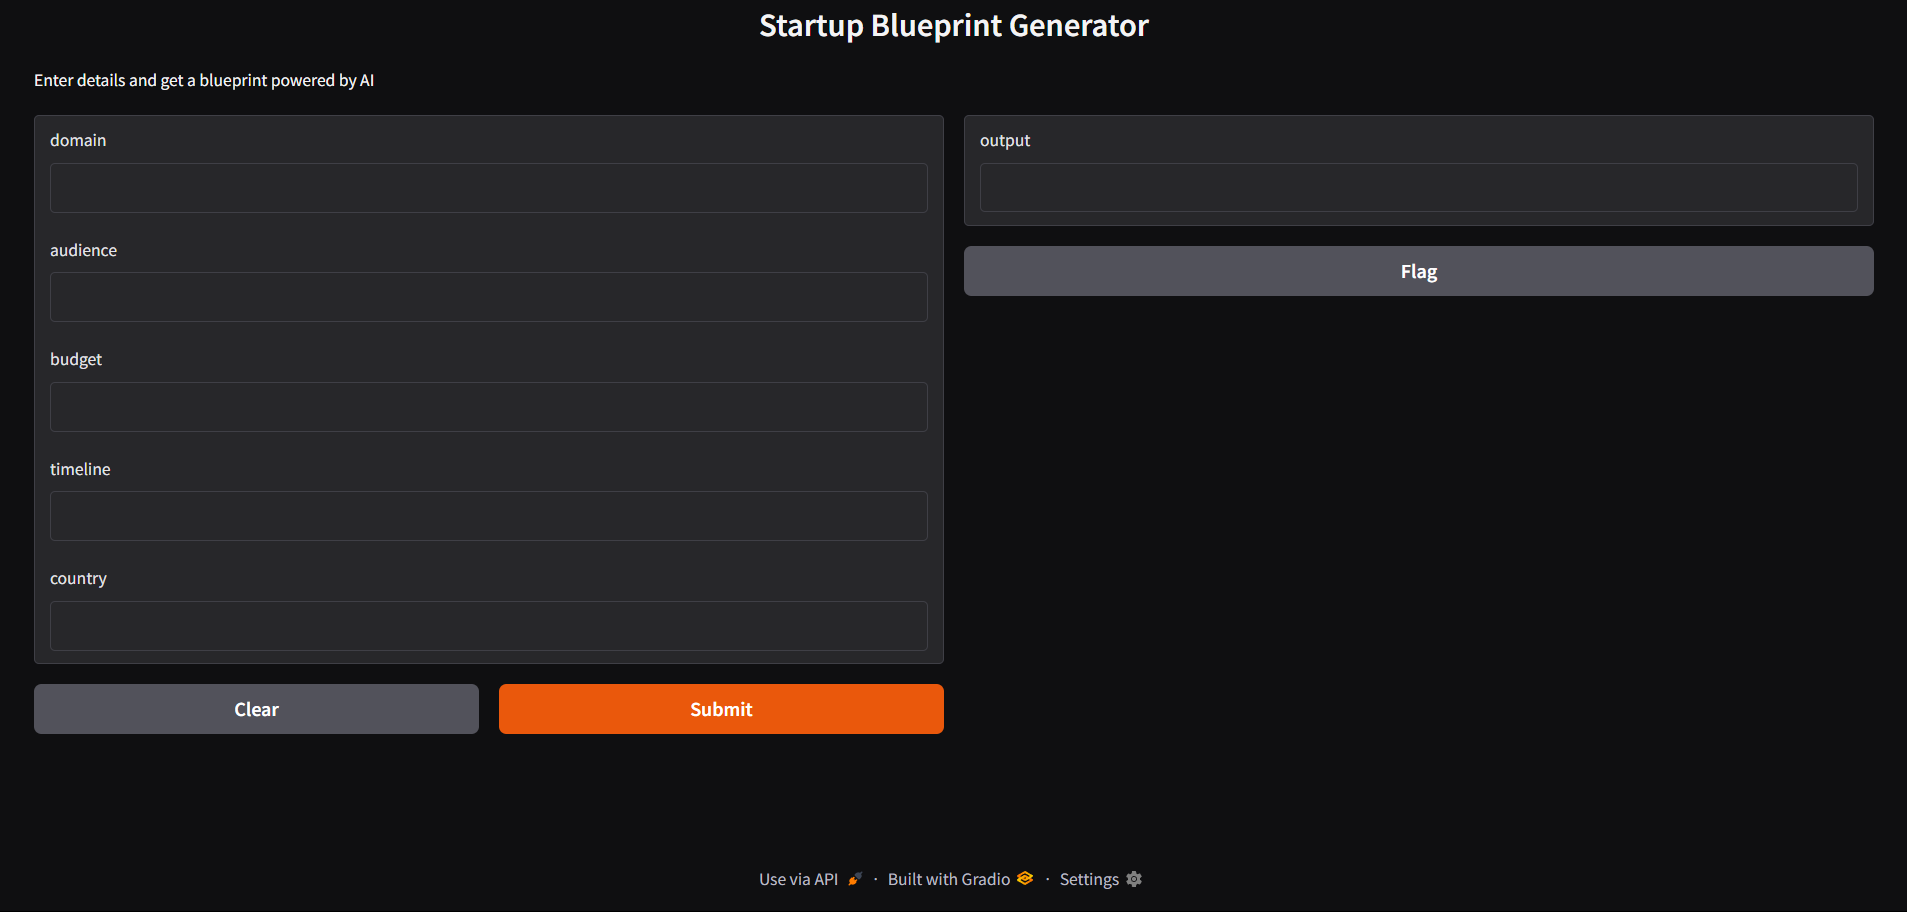 Startup Blueprint Generator
Enter details and get a blueprint powered by AI
domain
audience
budget
timeline
country
Clear
Submit
output
Flag
Use via API · Built with Gradio · Settings